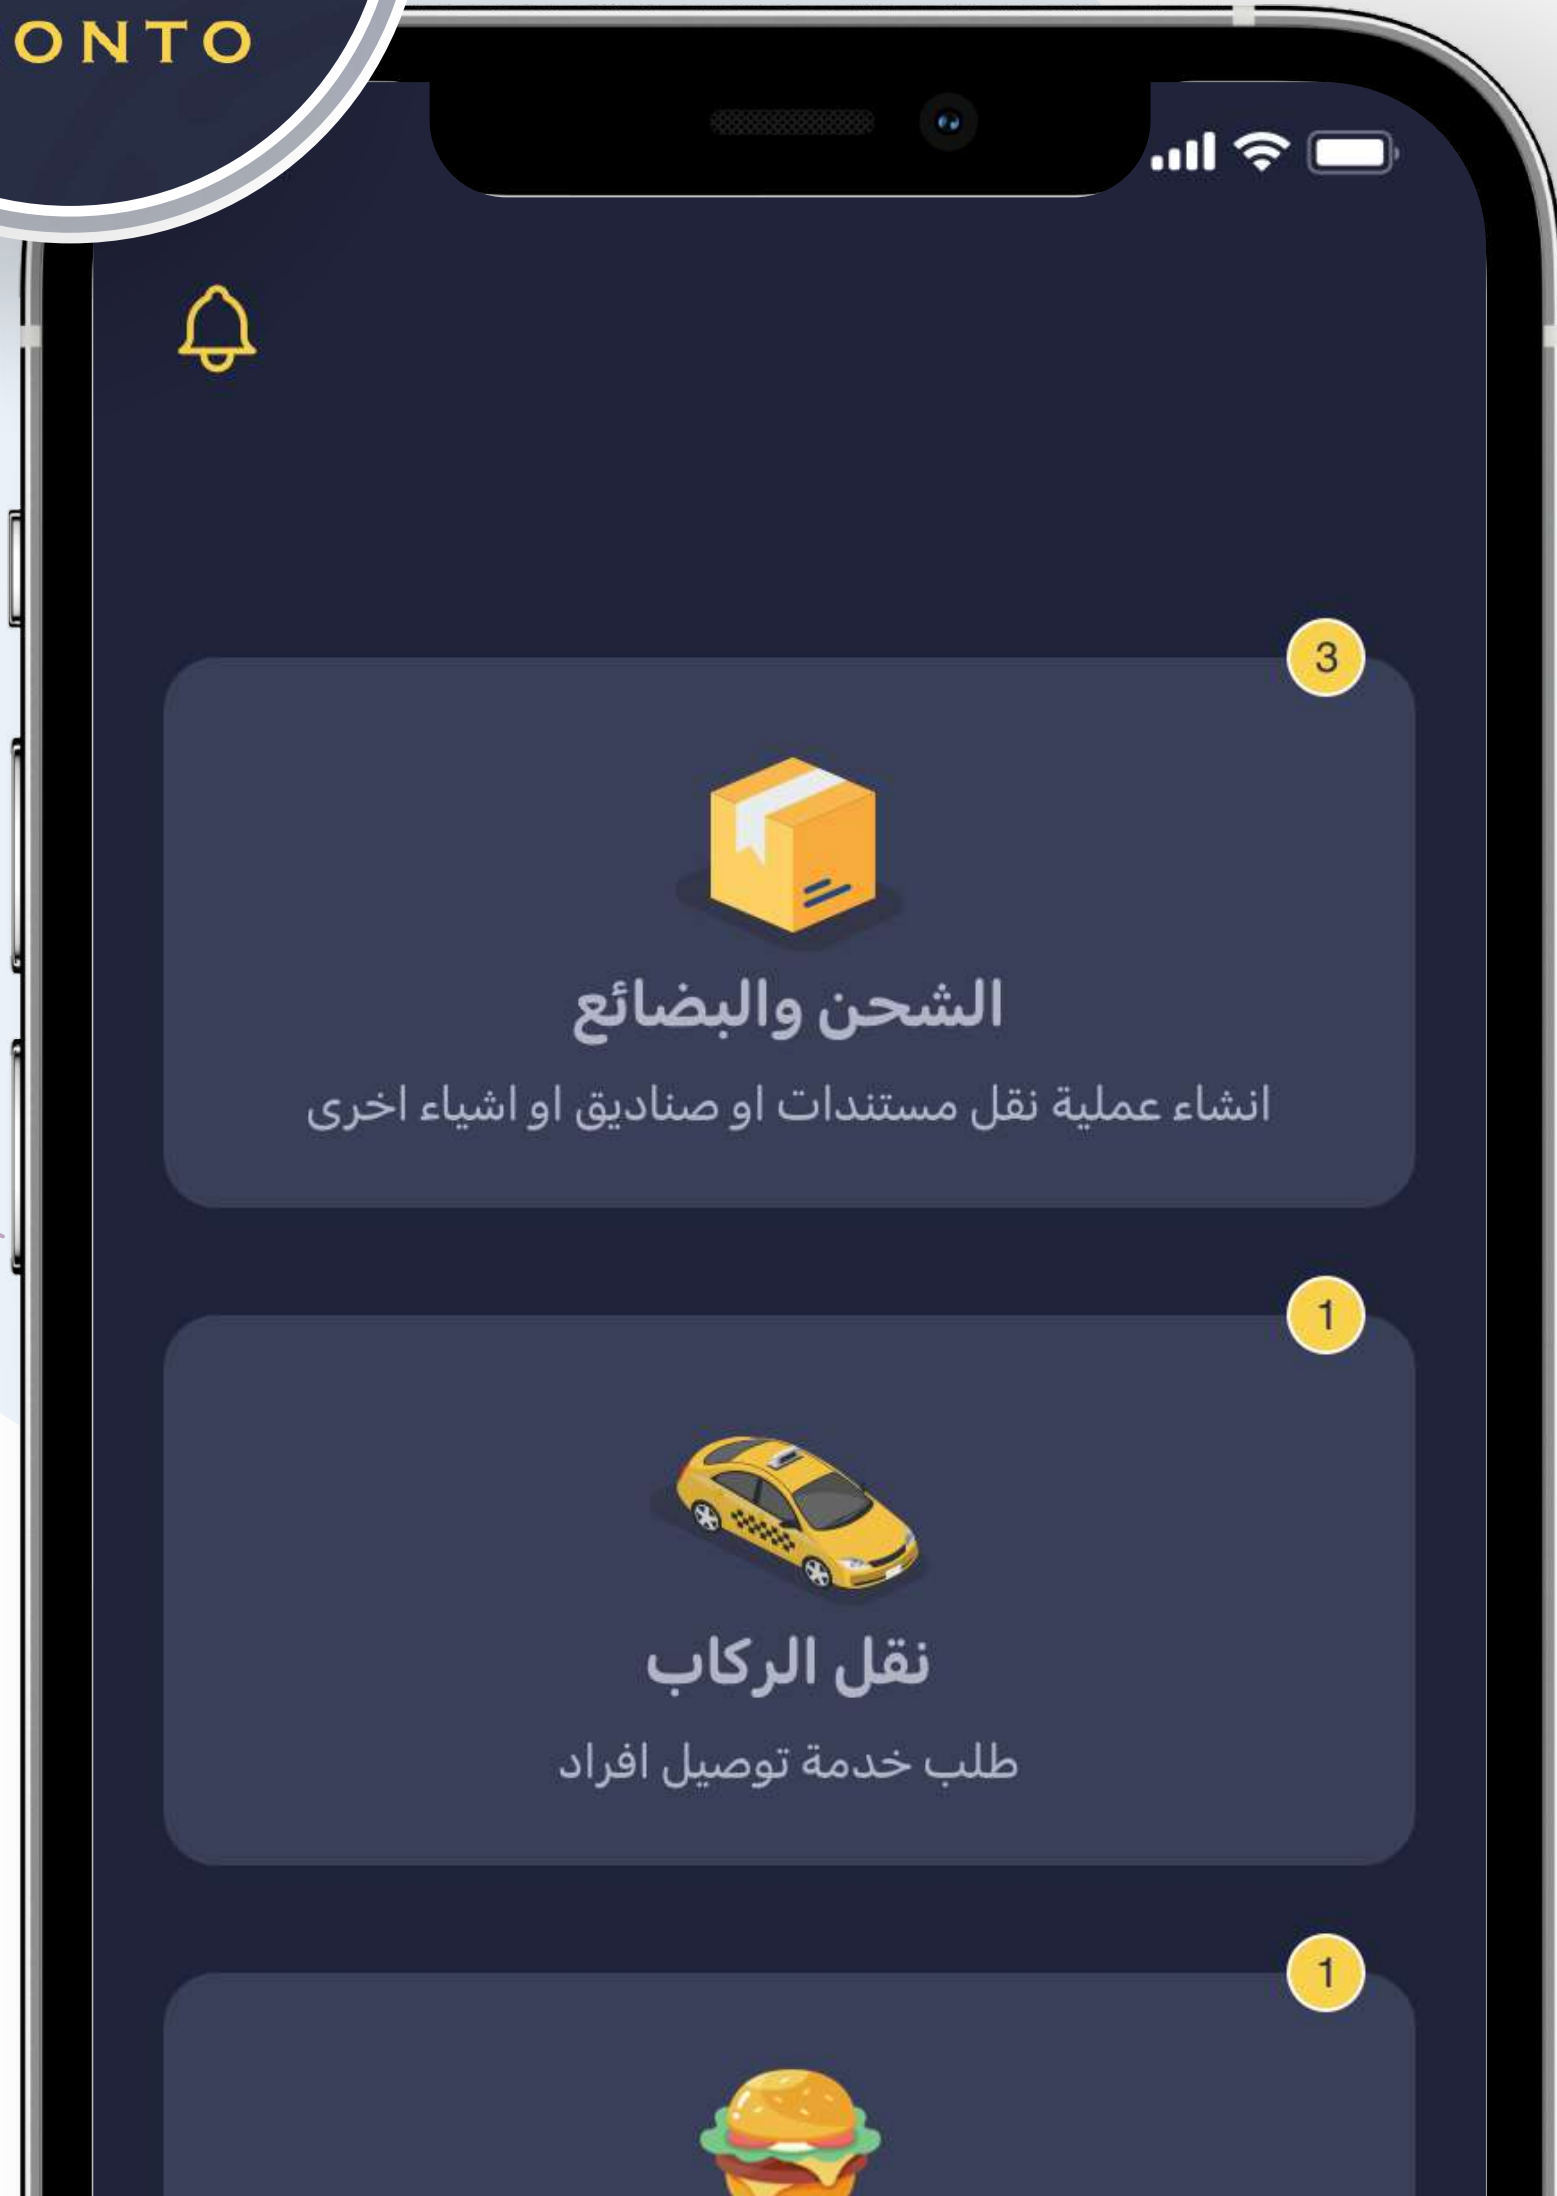 ONTO
3
الشحن والبضائع
انشاء عملية نقل مستندات او صناديق او اشياء اخرى
1
نقل الركاب
طلب خدمة توصيل افراد
1